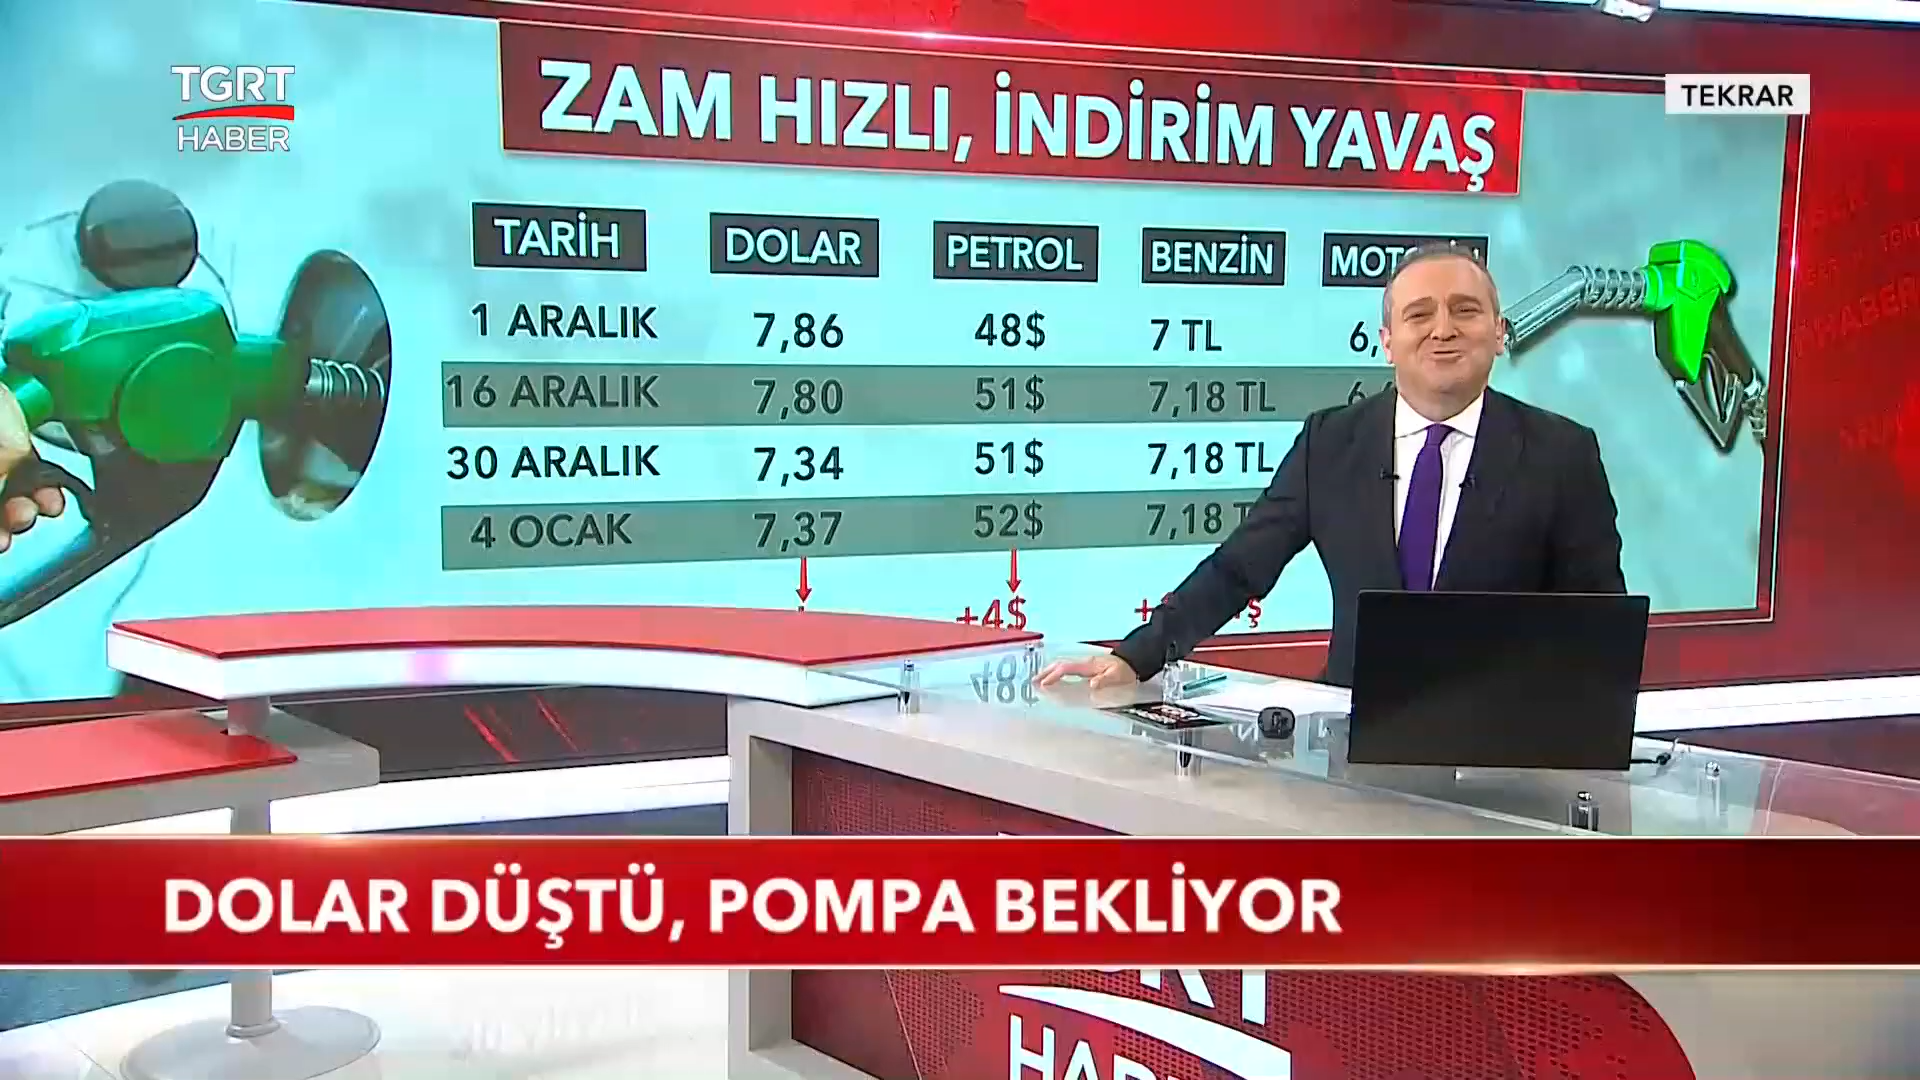 TGRT
HABER
TEKRAR
ZAM HIZLI, İNDİRİM YAVAŞ
TARİH DOLAR PETROL BENZİN
1 ARALIK 7,86 48$ 7 TL
16 ARALIK 7,80 51$ 7,18 TL
30 ARALIK 7,34 51$ 7,18 TL
4 OCAK 7,37 52$ 7,18
+4$
DOLAR DÜŞTÜ, POMPA BEKLİYOR